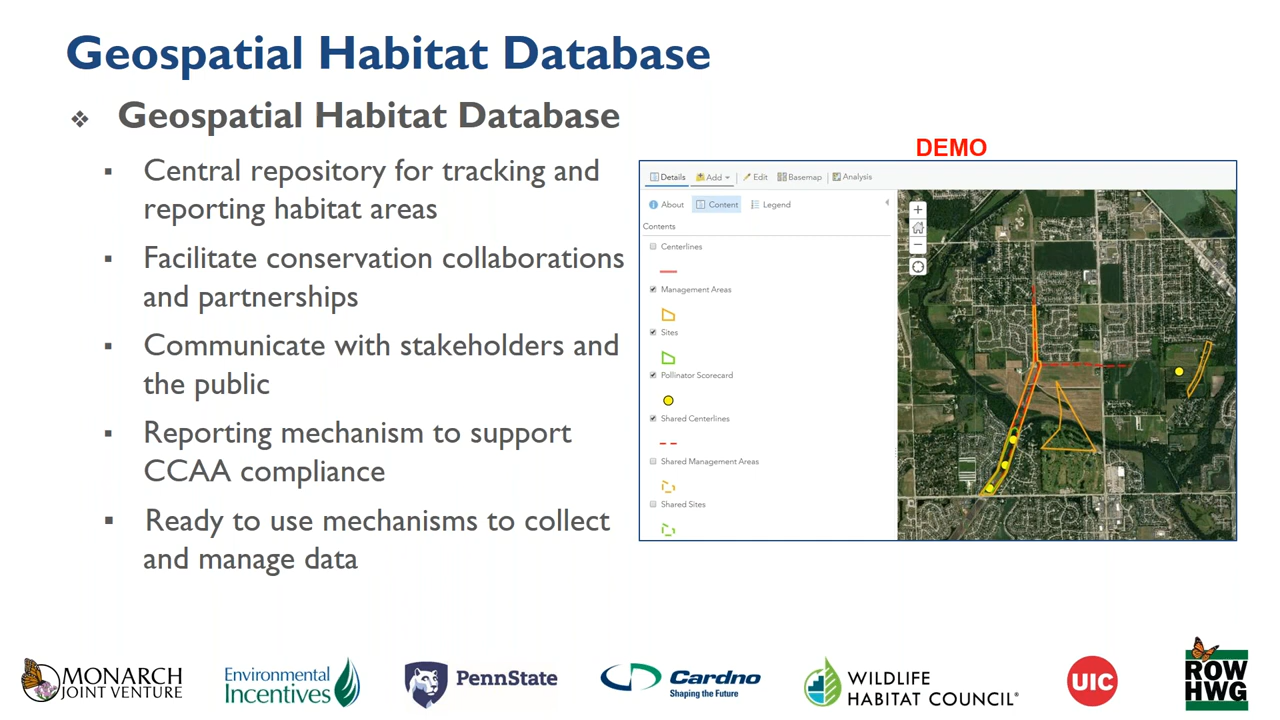 Geospatial Habitat Database
❖ Geospatial Habitat Database
▪ Central repository for tracking and
reporting habitat areas
▪ Facilitate conservation collaborations
and partnerships
▪ Communicate with stakeholders and
the public
▪ Reporting mechanism to support
CCAA compliance
▪ Ready to use mechanisms to collect
and manage data
DEMO
Details Add Edit Basemap Analysis
About Content Legend
Contents
Centerlines
Management Areas
Sites
Pollinator Scorecard
Shared Centerlines
Shared Management Areas
Shared Sites
MONARCH
JOINT VENTURE
Environmental
Incentives
PennState
Cardno
Shaping the Future
WILDLIFE
HABITAT COUNCIL®
UIC
ROW
HWG